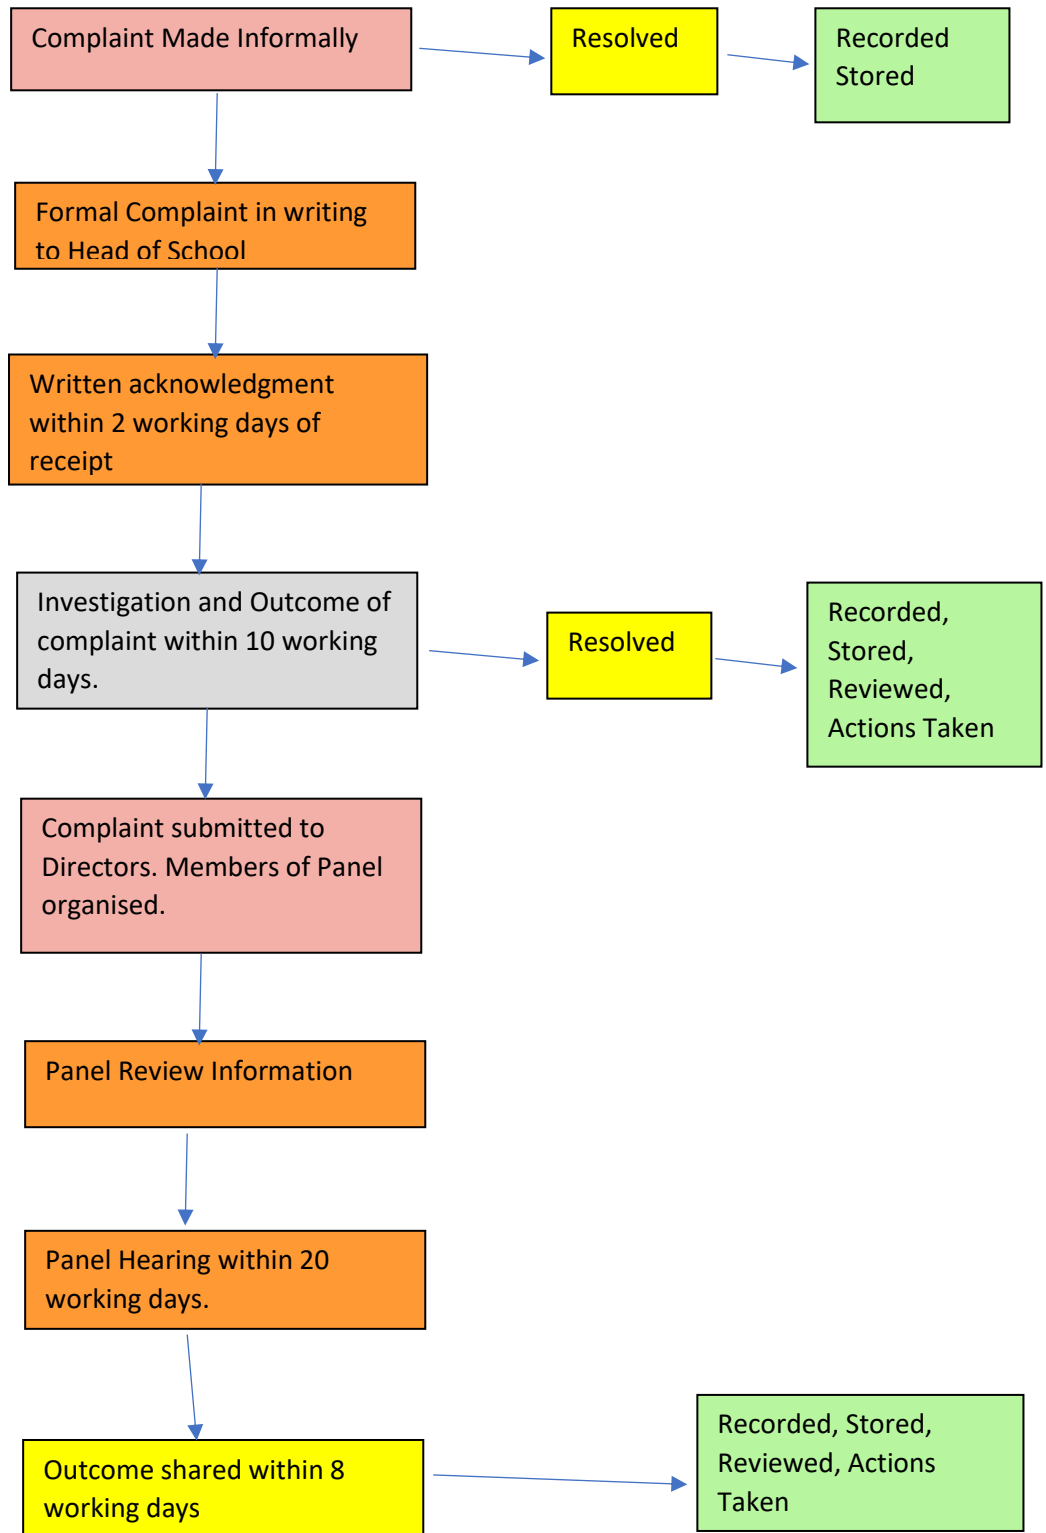 Complaint Made Informally
Resolved
Recorded
Stored
Formal Complaint in writing
to Head of School
Written acknowledgment
within 2 working days of
receipt
Investigation and Outcome of
complaint within 10 working
days.
Resolved
Recorded,
Stored,
Reviewed,
Actions Taken
Complaint submitted to
Directors. Members of Panel
organised.
Panel Review Information
Panel Hearing within 20
working days.
Outcome shared within 8
working days
Recorded, Stored,
Reviewed, Actions
Taken